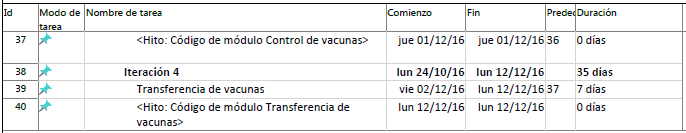 Id Modo de tarea Nombre de tarea Comienzo Fin Predec Duración
37 <Hito: Código de módulo Control de vacunas> jue 01/12/16 jue 01/12/16 36 0 días
38 Iteración 4 lun 24/10/16 lun 12/12/16 35 días
39 Transferencia de vacunas vie 02/12/16 lun 12/12/16 37 7 días
40 <Hito: Código de módulo Transferencia de vacunas> lun 12/12/16 lun 12/12/16 0 días